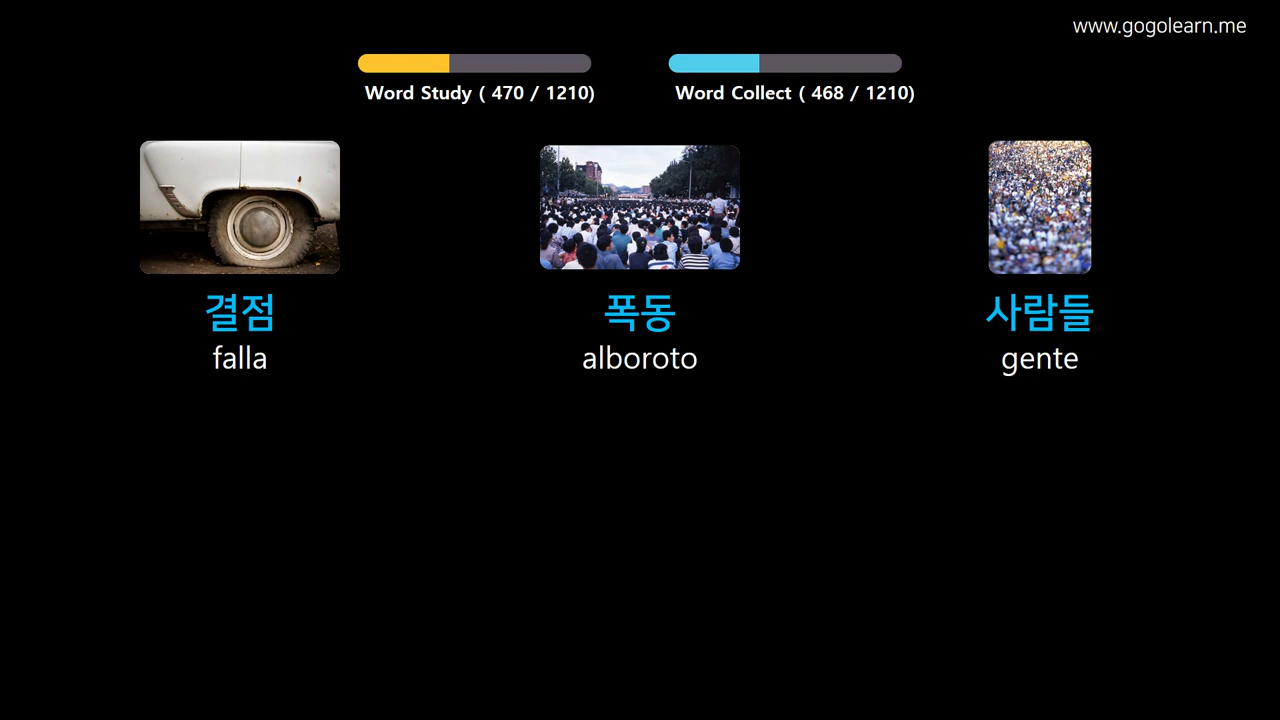 www.gogolearn.me
Word Study ( 470 / 1210)
Word Collect ( 468 / 1210)
결점
falla
폭동
alboroto
사람들
gente